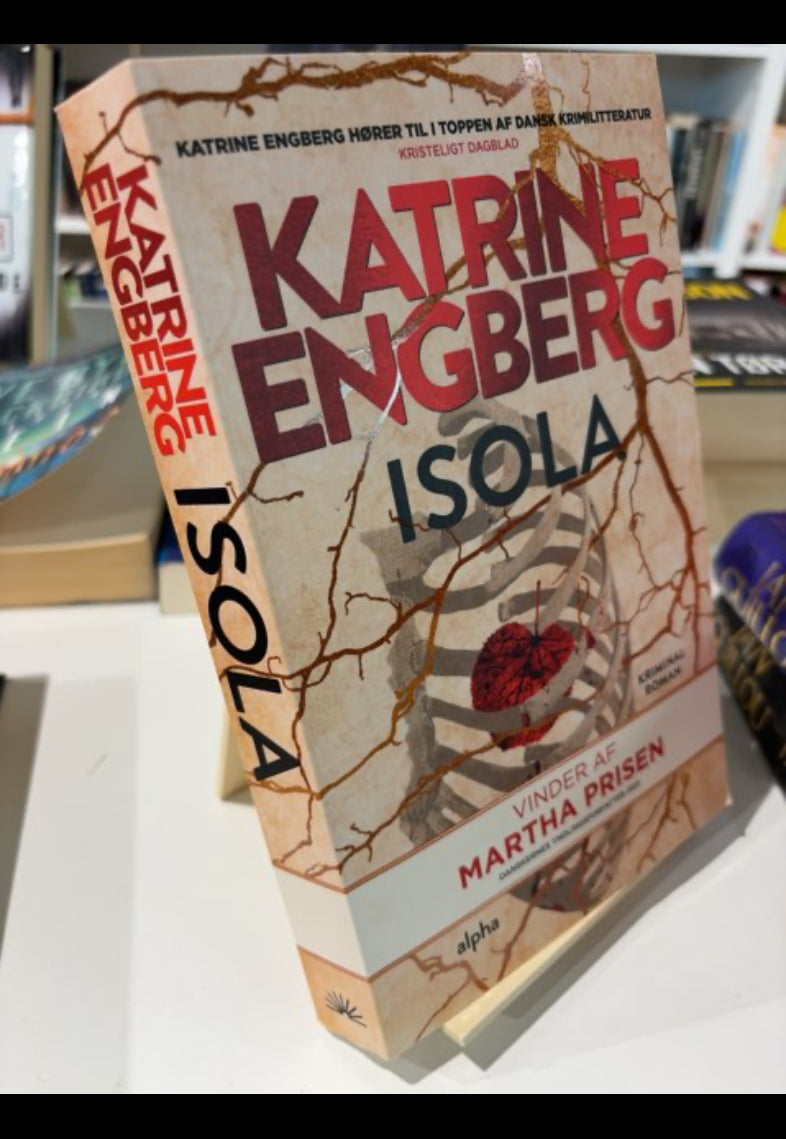 KATRINE ENGBERG HØRER TIL I TOPPEN AF DANSK KRIMILITTERATUR
KRISTELIGT DAGBLAD
KATRINE
ENGBERG
ISOLA
KRIMINAL
ROMAN
VINDER AF
MARTHA PRISEN
alpha
KATRINE
ENGBERG
ISOLA